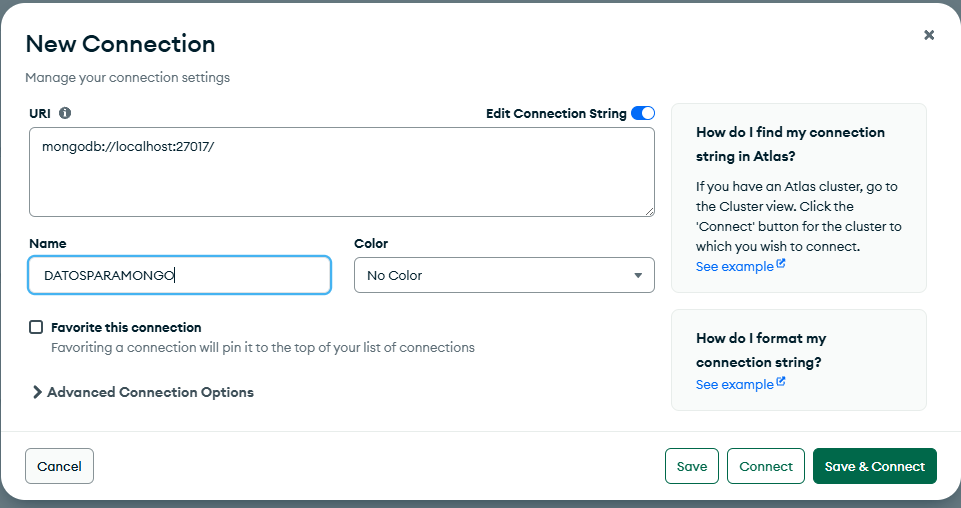 New Connection
Manage your connection settings
URI
Edit Connection String
mongodb://localhost:27017/
Name
Color
DATOSPARAMONGO
No Color
Favorite this connection
Favoriting a connection will pin it to the top of your list of connections
Advanced Connection Options
How do I find my connection
string in Atlas?
If you have an Atlas cluster, go to
the Cluster view. Click the
'Connect' button for the cluster to
which you wish to connect.
See example
How do I format my
connection string?
See example
Cancel
Save
Connect
Save & Connect